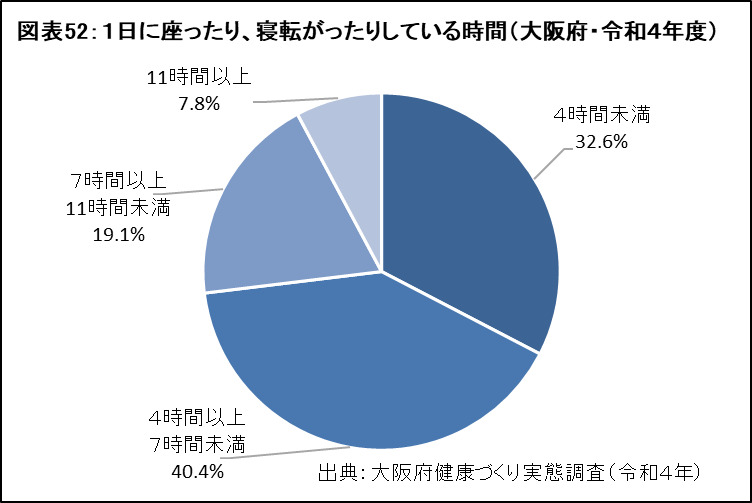 図表52：１日に座ったり、寝転がったりしている時間（大阪府・令和４年度）
11時間以上
7.8%
４時間未満
32.6%
７時間以上
11時間未満
19.1%
４時間以上
７時間未満
40.4%
出典：大阪府健康づくり実態調査（令和４年）